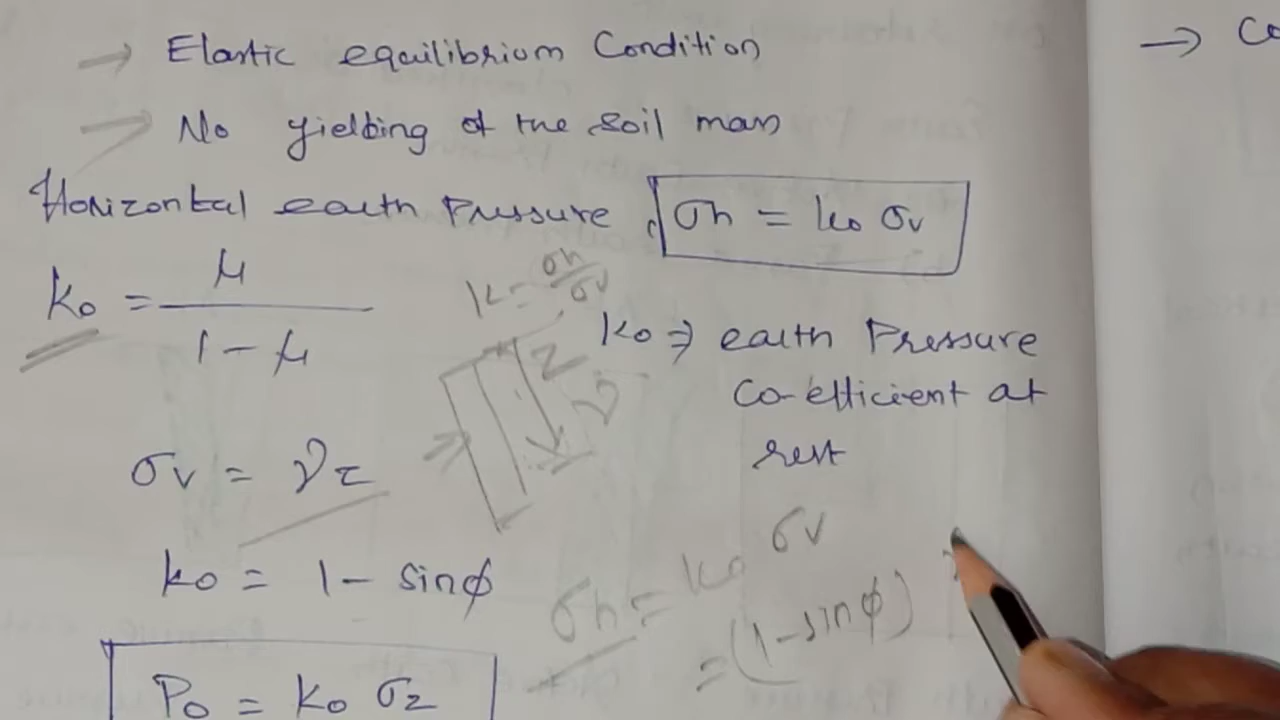 → Elastic equilibrium Condition
→ No yielding of the soil mass
Horizontal earth Pressure, σh = ko σv
ko = μ / 1 - μ
K = σh / σv
z
γ
ko ⇒ earth Pressure
Co-efficient at
rest
σv = γz
ko = 1 - sinφ
σh = ko σv
= (1 - sinφ)
Po = ko σz
→ Co